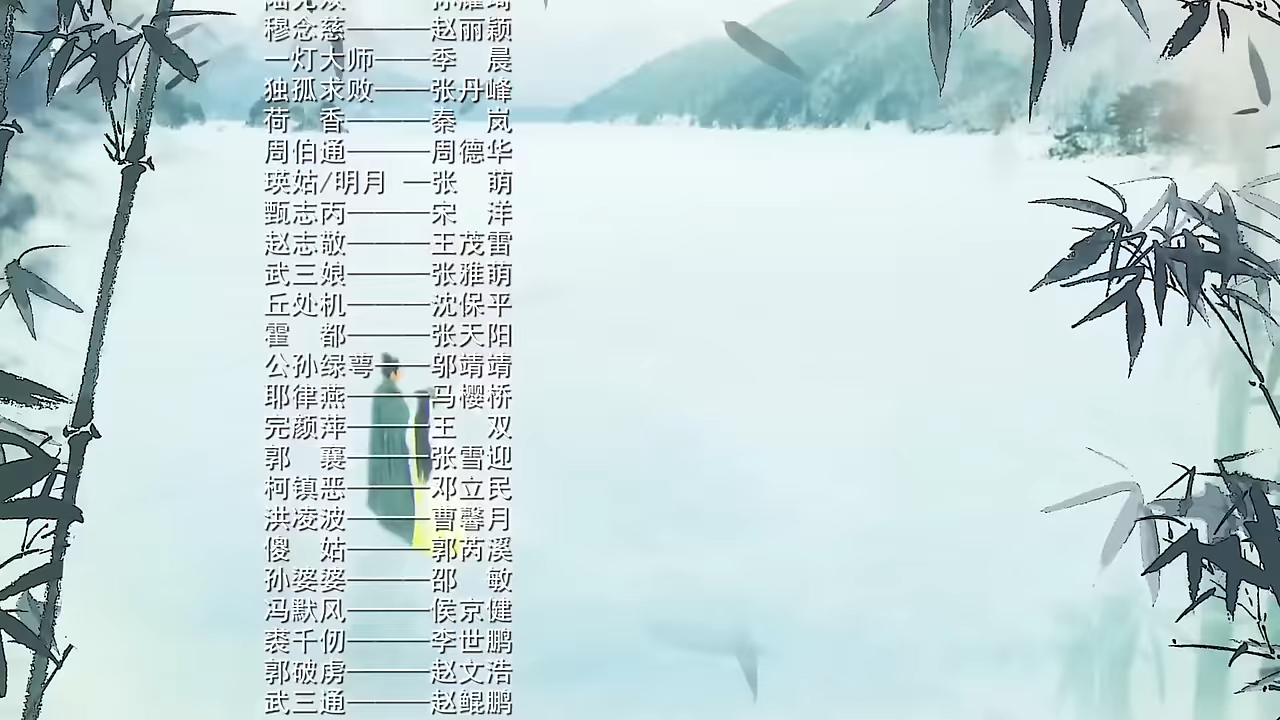 穆念慈———赵丽颖
一灯大师——季　晨
独孤求败——张丹峰
荷　香———秦　岚
周伯通———周德华
瑛姑/明月 —张　萌
甄志丙———宋　洋
赵志敬———王茂雷
武三娘———张雅萌
丘处机———沈保平
霍　都———张天阳
公孙绿萼——邬靖靖
耶律燕———马樱桥
完颜萍———王　双
郭　襄———张雪迎
柯镇恶———邓立民
洪凌波———曹馨月
傻　姑———郭芮溪
孙婆婆———邵　敏
冯默风———侯京健
裘千仞———李世鹏
郭破虏———赵文浩
武三通———赵鲲鹏